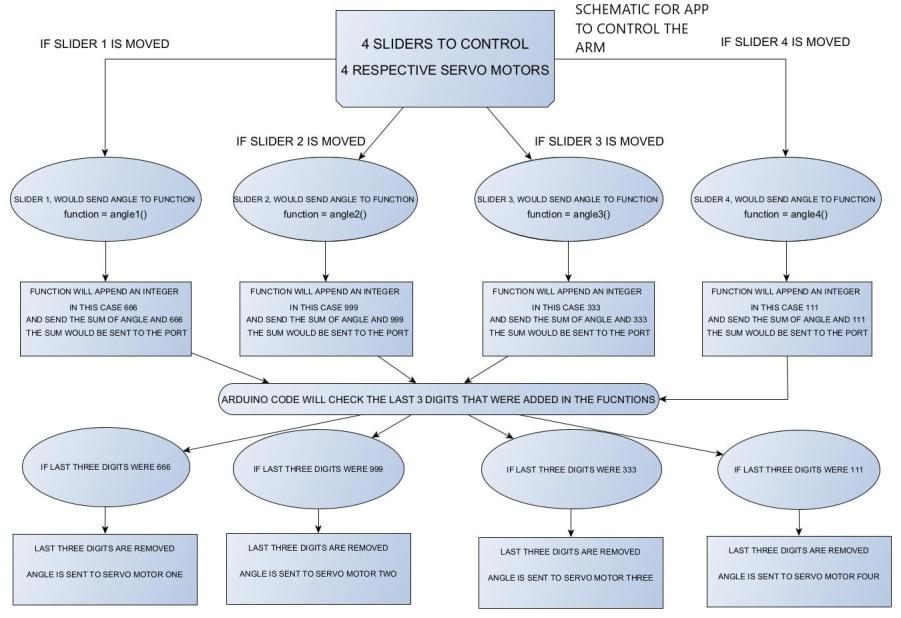 SCHEMATIC FOR APP
TO CONTROL THE
ARM
4 SLIDERS TO CONTROL
4 RESPECTIVE SERVO MOTORS
IF SLIDER 1 IS MOVED
IF SLIDER 2 IS MOVED
IF SLIDER 3 IS MOVED
IF SLIDER 4 IS MOVED
SLIDER 1, WOULD SEND ANGLE TO FUNCTION
function = angle1()
SLIDER 2, WOULD SEND ANGLE TO FUNCTION
function = angle2()
SLIDER 3, WOULD SEND ANGLE TO FUNCTION
function = angle3()
SLIDER 4, WOULD SEND ANGLE TO FUNCTION
function = angle4()
FUNCTION WILL APPEND AN INTEGER
IN THIS CASE 666
AND SEND THE SUM OF ANGLE AND 666
THE SUM WOULD BE SENT TO THE PORT
FUNCTION WILL APPEND AN INTEGER
IN THIS CASE 999
AND SEND THE SUM OF ANGLE AND 999
THE SUM WOULD BE SENT TO THE PORT
FUNCTION WILL APPEND AN INTEGER
IN THIS CASE 333
AND SEND THE SUM OF ANGLE AND 333
THE SUM WOULD BE SENT TO THE PORT
FUNCTION WILL APPEND AN INTEGER
IN THIS CASE 111
AND SEND THE SUM OF ANGLE AND 111
THE SUM WOULD BE SENT TO THE PORT
ARDUINO CODE WILL CHECK THE LAST 3 DIGITS THAT WERE ADDED IN THE FUCNTIONS
IF LAST THREE DIGITS WERE 666
IF LAST THREE DIGITS WERE 999
IF LAST THREE DIGITS WERE 333
IF LAST THREE DIGITS WERE 111
LAST THREE DIGITS ARE REMOVED
ANGLE IS SENT TO SERVO MOTOR ONE
LAST THREE DIGITS ARE REMOVED
ANGLE IS SENT TO SERVO MOTOR TWO
LAST THREE DIGITS ARE REMOVED
ANGLE IS SENT TO SERVO MOTOR THREE
LAST THREE DIGITS ARE REMOVED
ANGLE IS SENT TO SERVO MOTOR FOUR